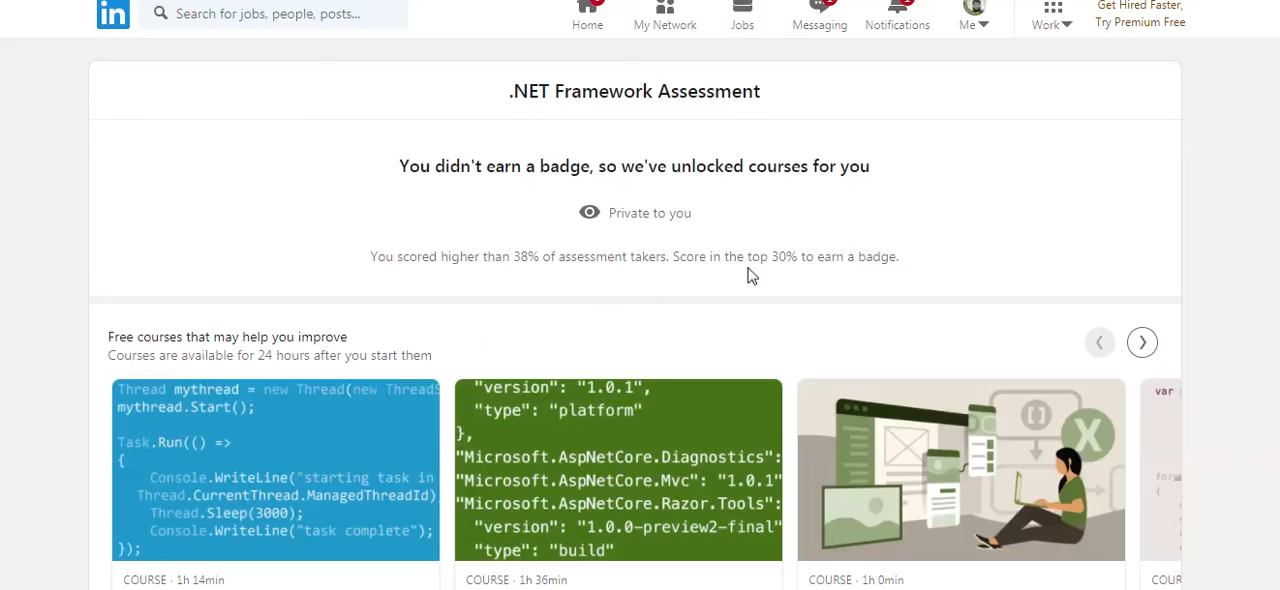 in
Search for jobs, people, posts...
Home
My Network
Jobs
Messaging
Notifications
Me
Work
Get Hired Faster,
Try Premium Free
.NET Framework Assessment
You didn't earn a badge, so we've unlocked courses for you
Private to you
You scored higher than 38% of assessment takers. Score in the top 30% to earn a badge.
Free courses that may help you improve
Courses are available for 24 hours after you start them
Thread mythread = new Thread(new ThreadS
mythread.Start();
Task.Run(() =>
{
Console.WriteLine("starting task in
Thread.CurrentThread.ManagedThreadId)
Thread.Sleep(3000);
Console.WriteLine("task complete");
});
"version": "1.0.1",
"type": "platform"
},
"Microsoft.AspNetCore.Diagnostics":
"Microsoft.AspNetCore.Mvc": "1.0.1"
"Microsoft.AspNetCore.Razor.Tools":
"version": "1.0.0-preview2-final"
"type": "build"
X
var
{
COURSE · 1h 14min
COURSE · 1h 36min
COURSE · 1h 0min
COUR